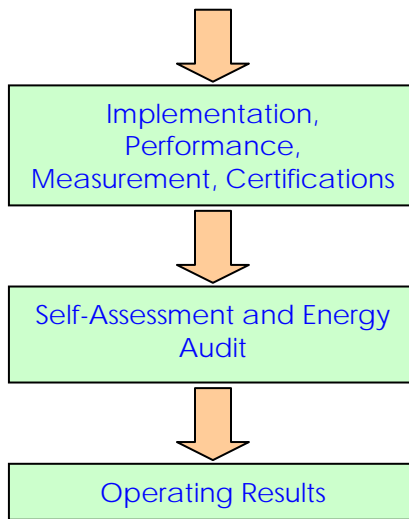 Implementation,
Performance,
Measurement, Certifications
Self-Assessment and Energy
Audit
Operating Results